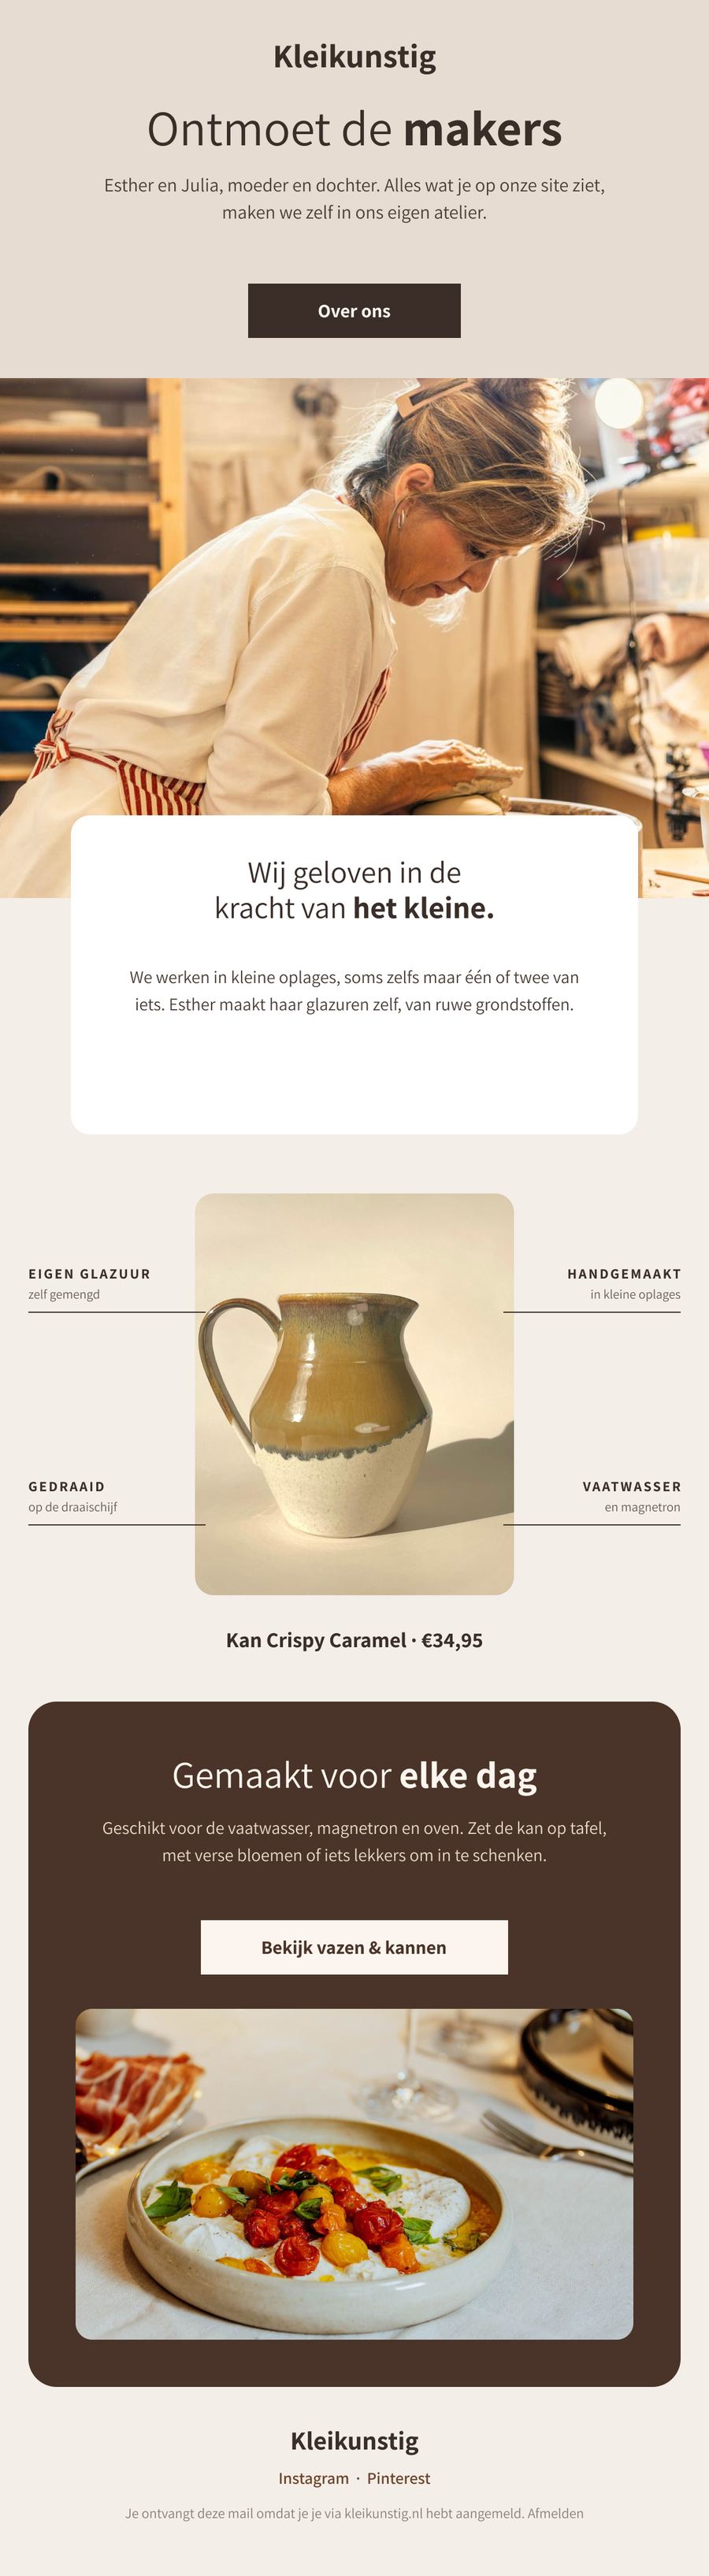 Kleikunstig
Ontmoet de makers
Esther en Julia, moeder en dochter. Alles wat je op onze site ziet,
maken we zelf in ons eigen atelier.
Over ons
Wij geloven in de
kracht van het kleine.
We werken in kleine oplages, soms zelfs maar één of twee van
iets. Esther maakt haar glazuren zelf, van ruwe grondstoffen.
EIGEN GLAZUUR
zelf gemengd
HANDGEMAAKT
in kleine oplages
GEDRAAID
op de draaischijf
VAATWASSER
en magnetron
Kan Crispy Caramel · €34,95
Gemaakt voor elke dag
Geschikt voor de vaatwasser, magnetron en oven. Zet de kan op tafel,
met verse bloemen of iets lekkers om in te schenken.
Bekijk vazen & kannen
Kleikunstig
Instagram · Pinterest
Je ontvangt deze mail omdat je je via kleikunstig.nl hebt aangemeld. Afmelden